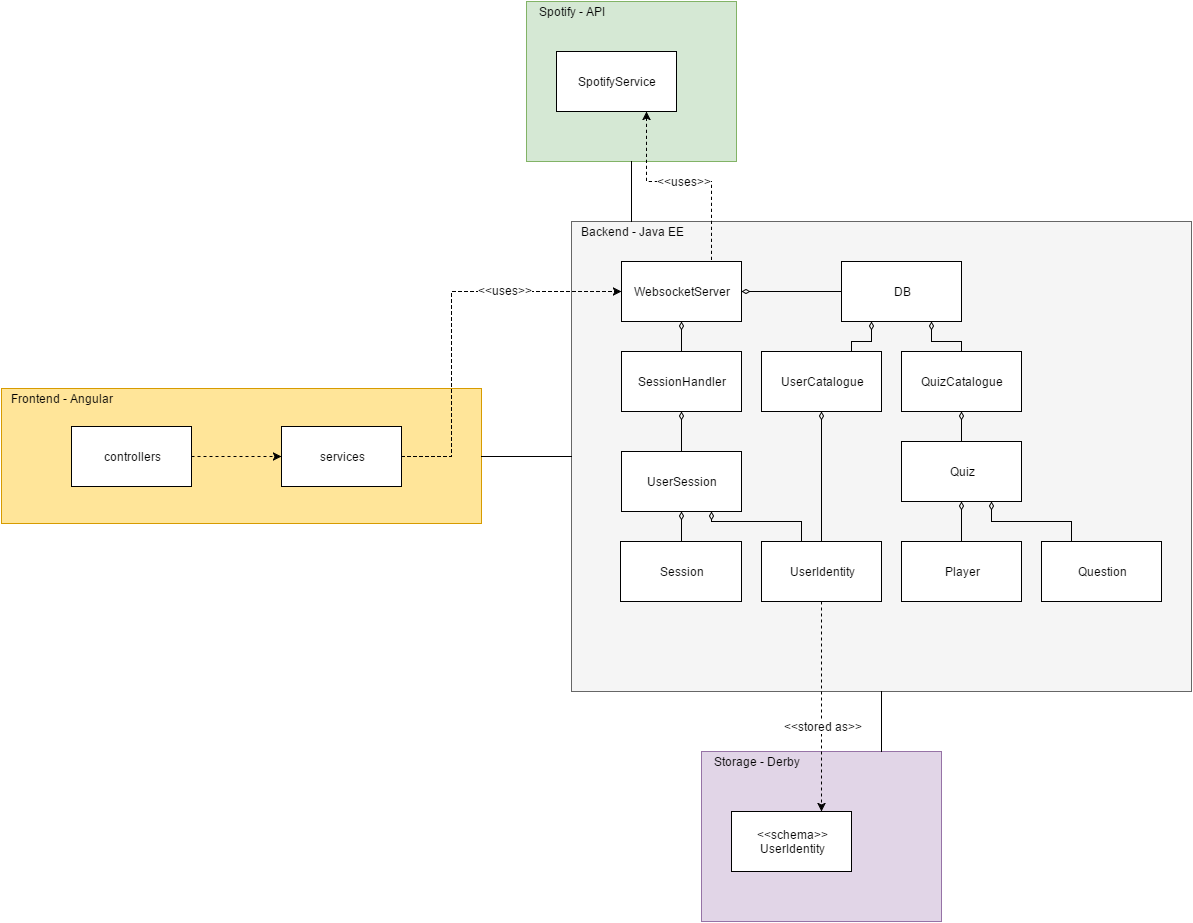 Spotify - API
SpotifyService
<<uses>>
Backend - Java EE
<<uses>>
WebsocketServer
DB
SessionHandler
UserCatalogue
QuizCatalogue
Frontend - Angular
controllers
services
UserSession
Quiz
Session
UserIdentity
Player
Question
<<stored as>>
Storage - Derby
<<schema>>
UserIdentity